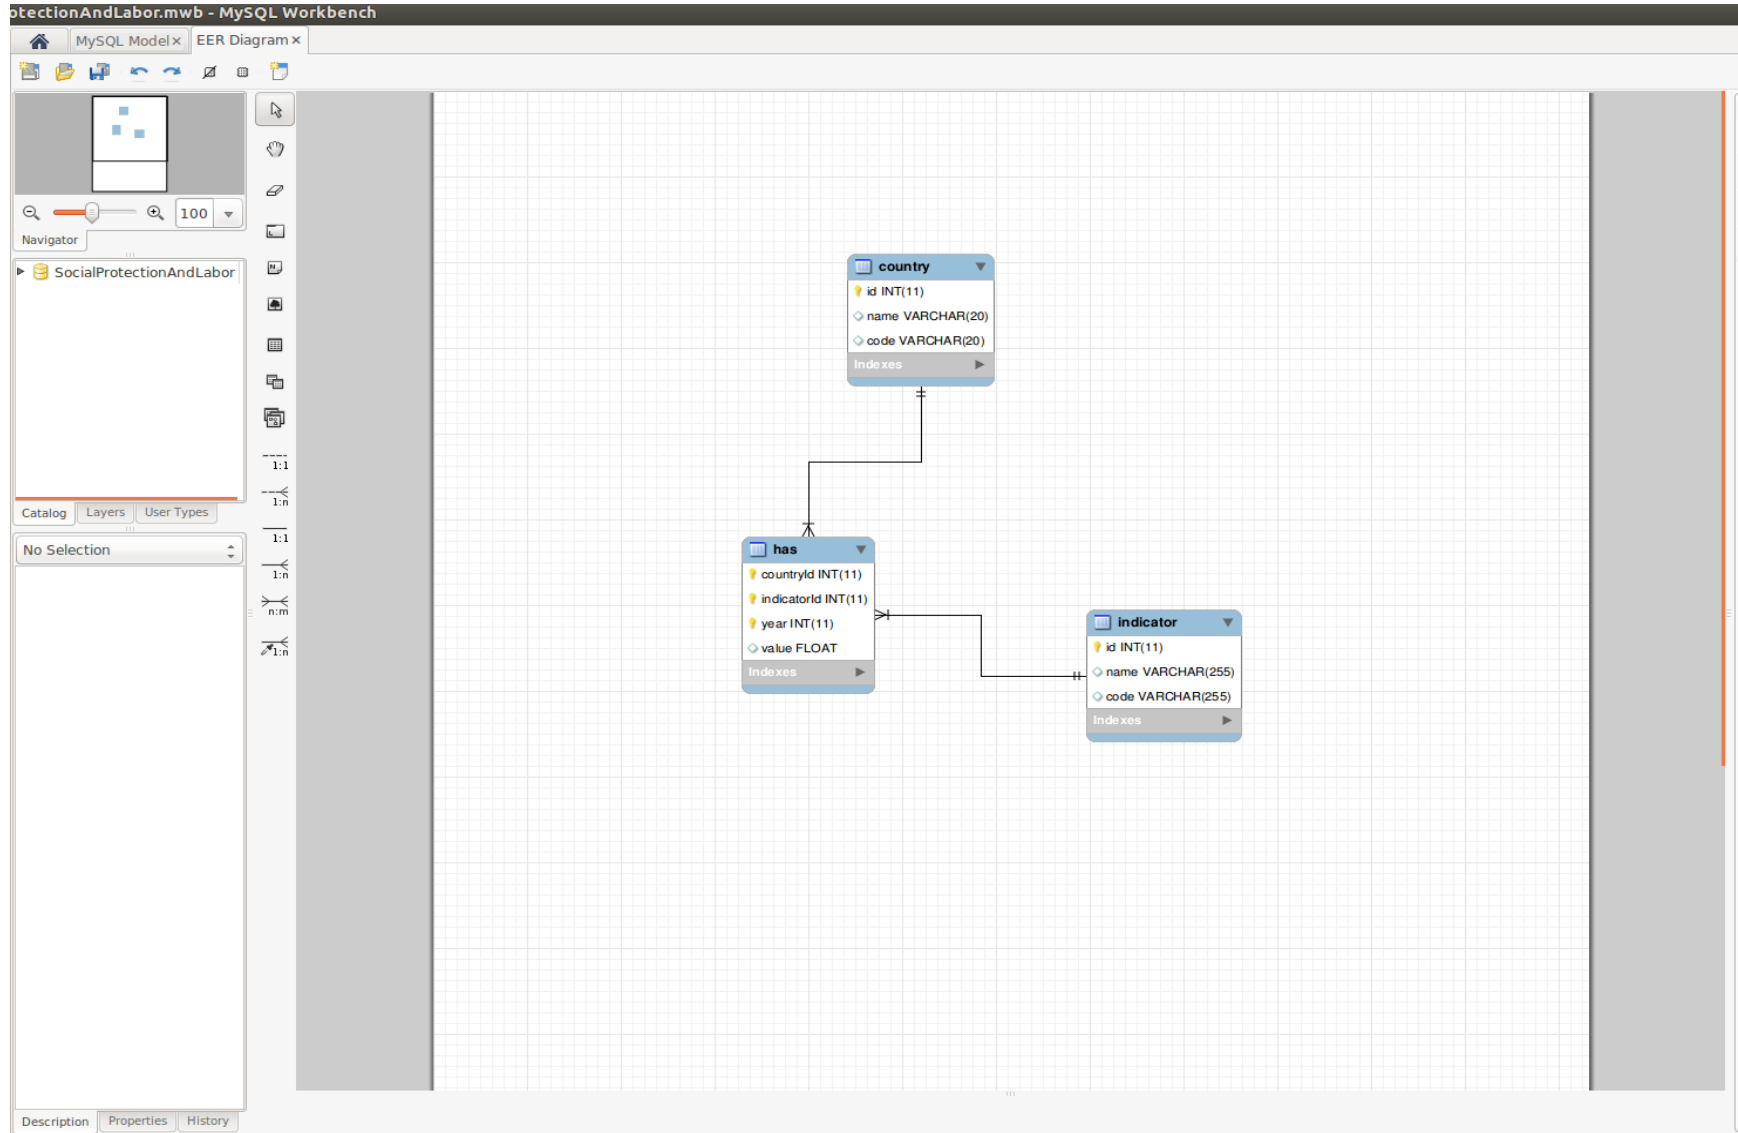 otectionAndLabor.mwb - MySQL Workbench
MySQL Model×
EER Diagram×
100
Navigator
SocialProtectionAndLabor
Catalog
Layers
User Types
No Selection
Description
Properties
History
1:1
1:n
1:1
1:n
n:m
1:n
country
id INT(11)
name VARCHAR(20)
code VARCHAR(20)
Indexes
has
countryId INT(11)
indicatorId INT(11)
year INT(11)
value FLOAT
Indexes
indicator
id INT(11)
name VARCHAR(255)
code VARCHAR(255)
Indexes